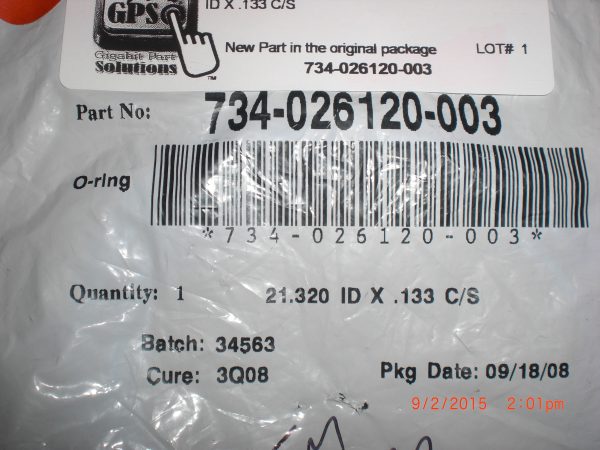 ID X .133 C/S
GPS
New Part in the original package LOT# 1
Gigabit Part
Solutions
™
734-026120-003
Part No: 734-026120-003
O-ring
*734-026120-003*
Quantity: 1 21.320 ID X .133 C/S
Batch: 34563
Cure: 3Q08
Pkg Date: 09/18/08
9/2/2015 2:01pm